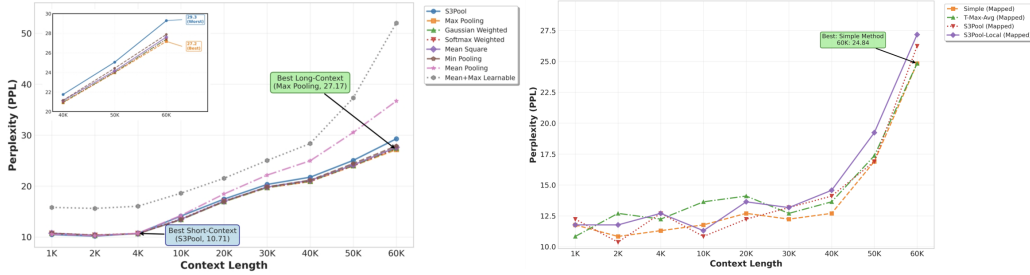 29.3
(Worst)
27.2
(Best)
28
26
24
22
20
40K
50K
60K
50
40
30
20
10
Perplexity (PPL)
Best Long-Context
(Max Pooling, 27.17)
Best Short-Context
(S3Pool, 10.71)
1K
2K
4K
10K
20K
30K
40K
50K
60K
Context Length
S3Pool
Max Pooling
Gaussian Weighted
Softmax Weighted
Mean Square
Min Pooling
Mean Pooling
Mean+Max Learnable
27.5
25.0
22.5
20.0
17.5
15.0
12.5
10.0
Perplexity (PPL)
Best: Simple Method
60K: 24.84
1K
2K
4K
10K
20K
30K
40K
50K
60K
Context Length
Simple (Mapped)
T-Max-Avg (Mapped)
S3Pool (Mapped)
S3Pool-Local (Mapped)